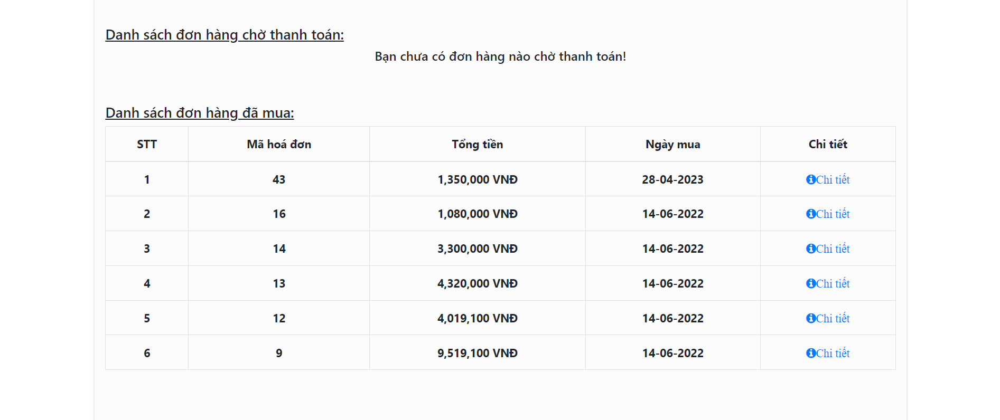 Danh sách đơn hàng chờ thanh toán:
Bạn chưa có đơn hàng nào chờ thanh toán!
Danh sách đơn hàng đã mua:
STT Mã hoá đơn Tổng tiền Ngày mua Chi tiết
1 43 1,350,000 VNĐ 28-04-2023 Chi tiết
2 16 1,080,000 VNĐ 14-06-2022 Chi tiết
3 14 3,300,000 VNĐ 14-06-2022 Chi tiết
4 13 4,320,000 VNĐ 14-06-2022 Chi tiết
5 12 4,019,100 VNĐ 14-06-2022 Chi tiết
6 9 9,519,100 VNĐ 14-06-2022 Chi tiết